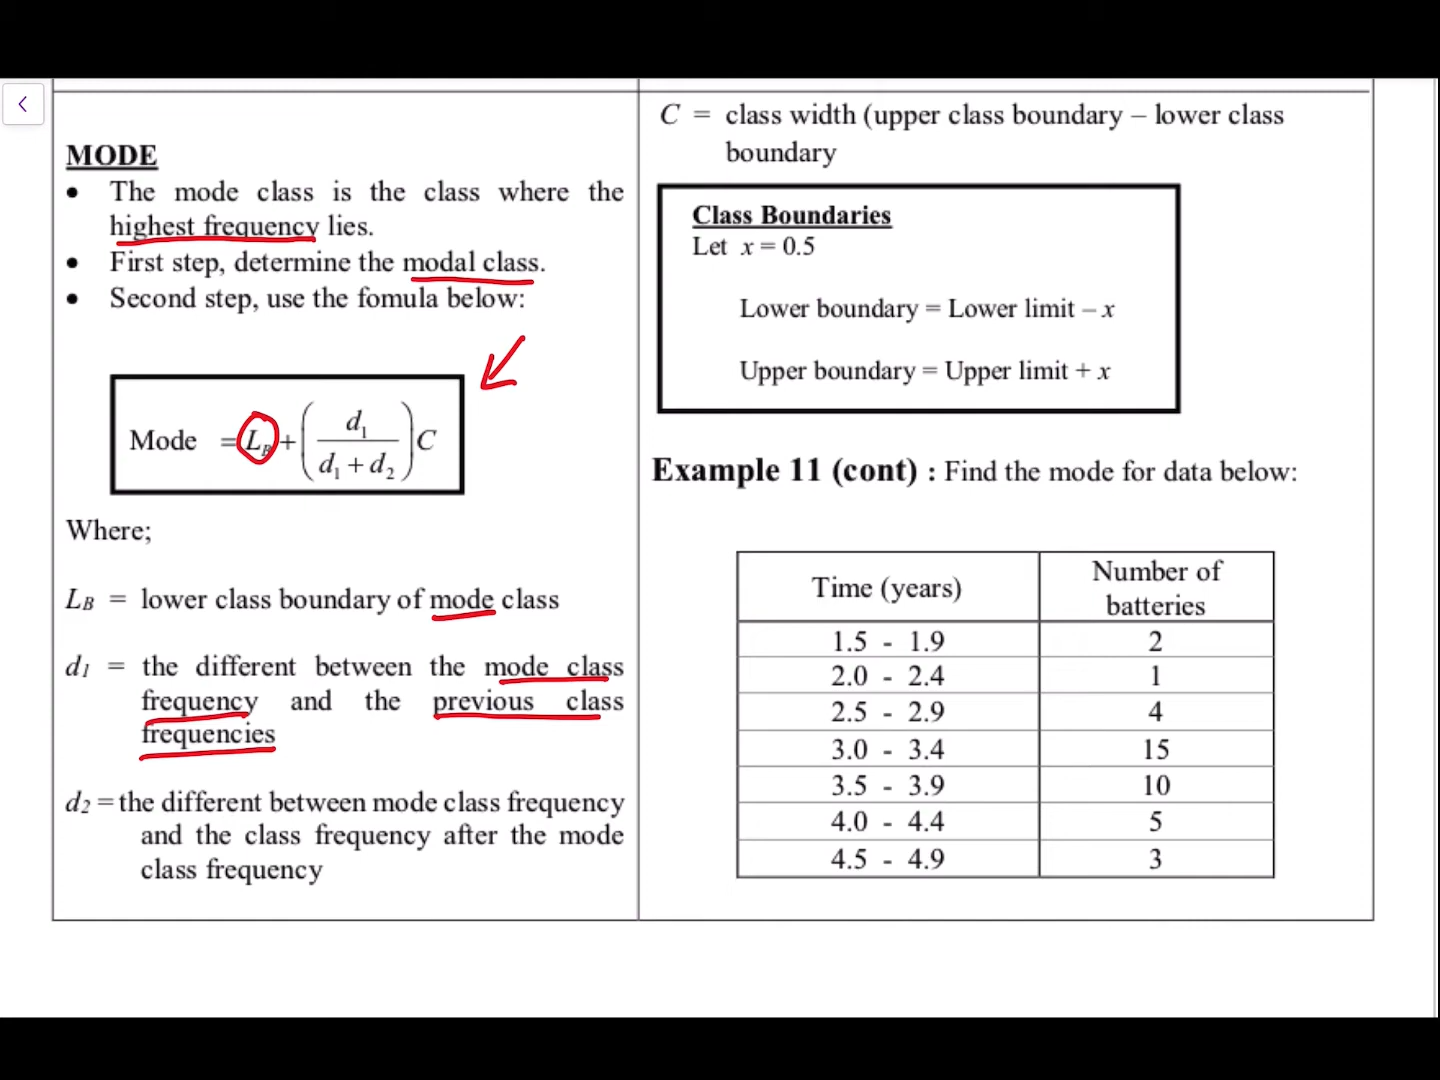 MODE
• The mode class is the class where the
highest frequency lies.
• First step, determine the modal class.
• Second step, use the fomula below:
Mode = L_B + (d_1 / (d_1 + d_2)) C
Where;
L_B = lower class boundary of mode class
d_1 = the different between the mode class
frequency and the previous class
frequencies
d_2 = the different between mode class frequency
and the class frequency after the mode
class frequency
C = class width (upper class boundary – lower class
boundary
Class Boundaries
Let x = 0.5
Lower boundary = Lower limit – x
Upper boundary = Upper limit + x
Example 11 (cont) : Find the mode for data below:
Time (years) Number of
batteries
1.5 - 1.9 2
2.0 - 2.4 1
2.5 - 2.9 4
3.0 - 3.4 15
3.5 - 3.9 10
4.0 - 4.4 5
4.5 - 4.9 3